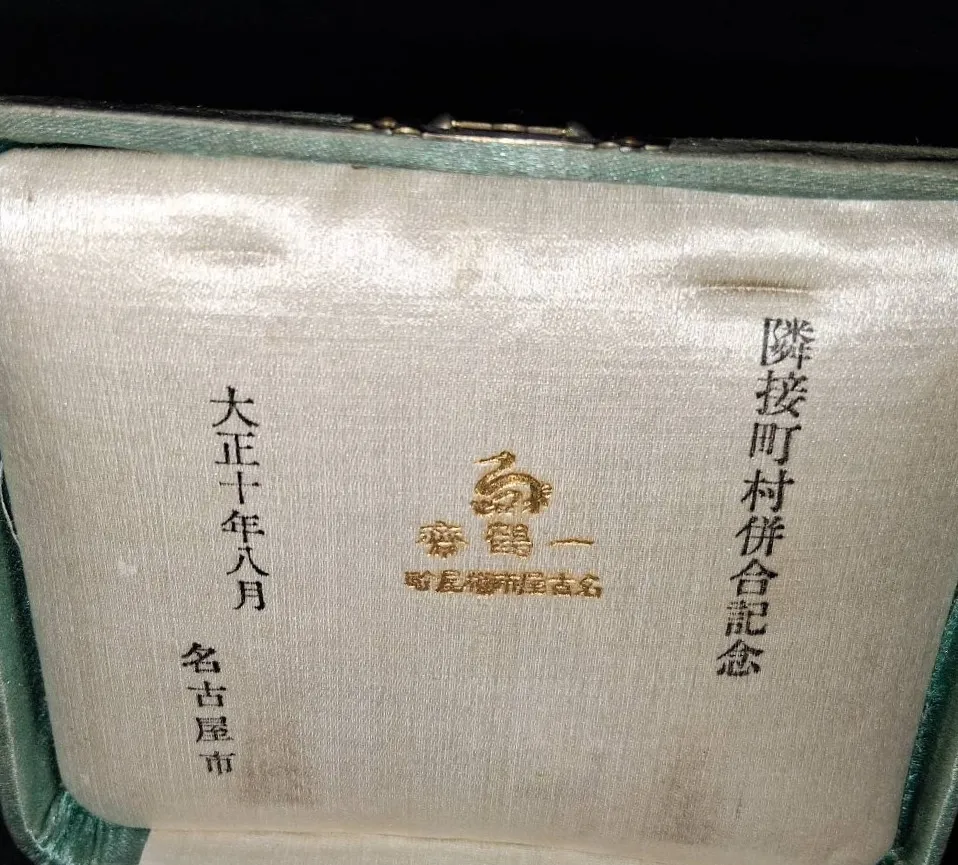 隣接町村併合記念
一鶴齋
名古屋市
大正十年八月
名古屋市